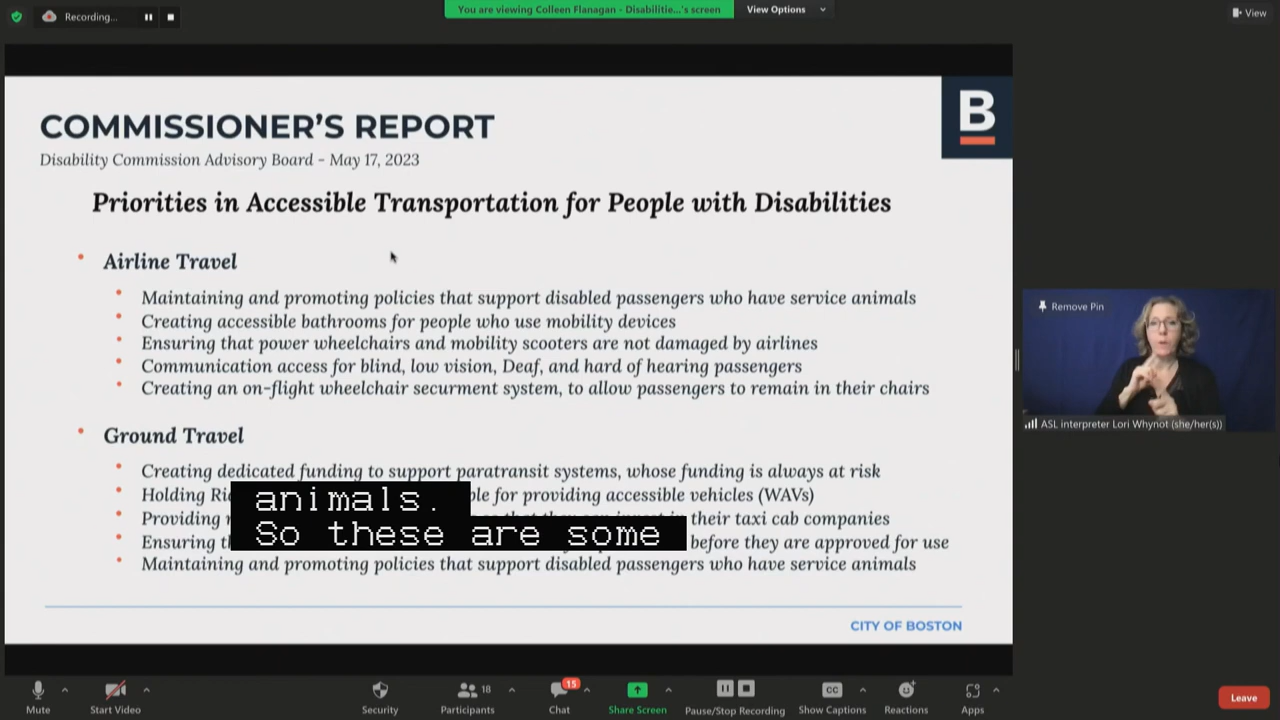 Recording...
You are viewing Colleen Flanagan - Disabilitie...'s screen
View Options
View
COMMISSIONER'S REPORT
B
Disability Commission Advisory Board - May 17, 2023
Priorities in Accessible Transportation for People with Disabilities
Airline Travel
Maintaining and promoting policies that support disabled passengers who have service animals
Creating accessible bathrooms for people who use mobility devices
Ensuring that power wheelchairs and mobility scooters are not damaged by airlines
Communication access for blind, low vision, Deaf, and hard of hearing passengers
Creating an on-flight wheelchair securment system, to allow passengers to remain in their chairs
Remove Pin
ASL interpreter Lori Whynot (she/her(s))
Ground Travel
Creating dedicated funding to support paratransit systems, whose funding is always at risk
Holding for providing accessible vehicles (WAVs)
animals.
Providing their taxi cab companies
So these are some
Ensuring before they are approved for use
Maintaining and promoting policies that support disabled passengers who have service animals
CITY OF BOSTON
Mute
Start Video
Security
18
Participants
15
Chat
Share Screen
Pause/Stop Recording
CC
Show Captions
Reactions
Apps
Leave